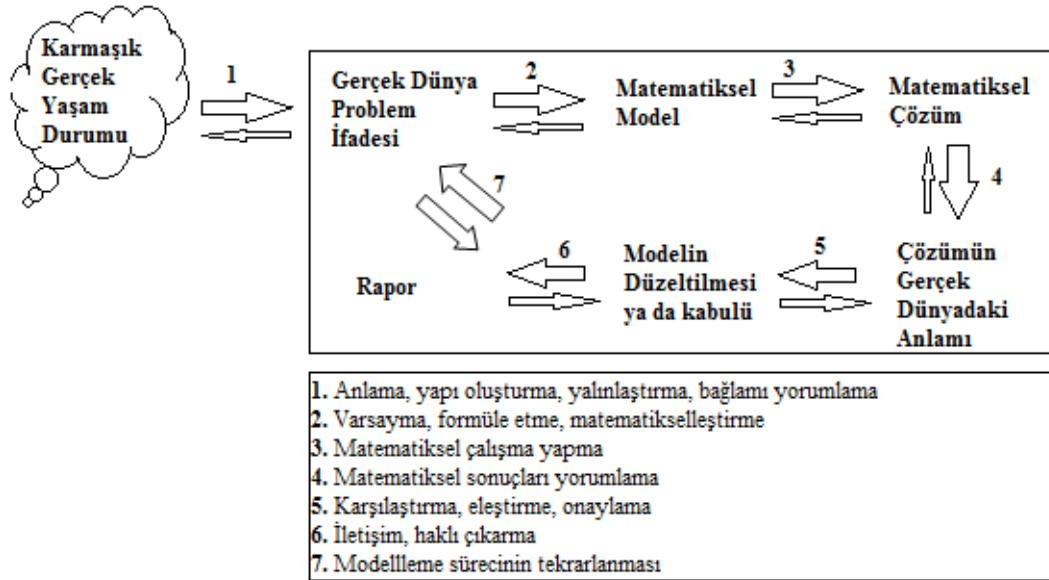 Karmaşık
Gerçek
Yaşam
Durumu
1
Gerçek Dünya
Problem
İfadesi
2
Matematiksel
Model
3
Matematiksel
Çözüm
4
7
Rapor
6
Modelin
Düzeltilmesi
ya da kabulü
5
Çözümün
Gerçek
Dünyadaki
Anlamı
1. Anlama, yapı oluşturma, yalınlaştırma, bağlamı yorumlama
2. Varsayma, formüle etme, matematikselleştirme
3. Matematiksel çalışma yapma
4. Matematiksel sonuçları yorumlama
5. Karşılaştırma, eleştirme, onaylama
6. İletişim, haklı çıkarma
7. Modellleme sürecinin tekrarlanması